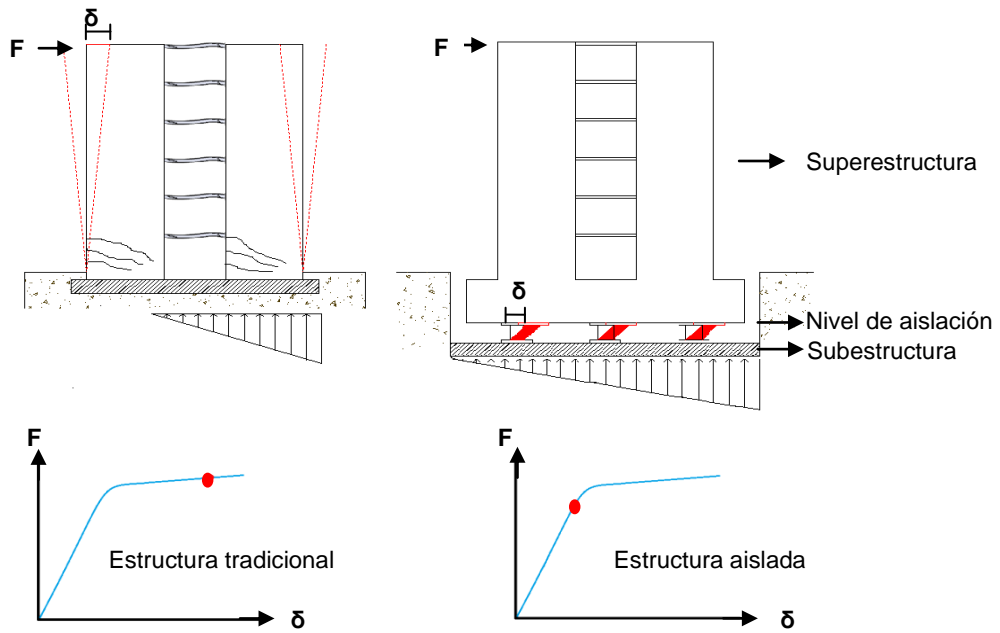 δ
F
F
Superestructura
δ
Nivel de aislación
Subestructura
F
F
Estructura tradicional
Estructura aislada
δ
δ